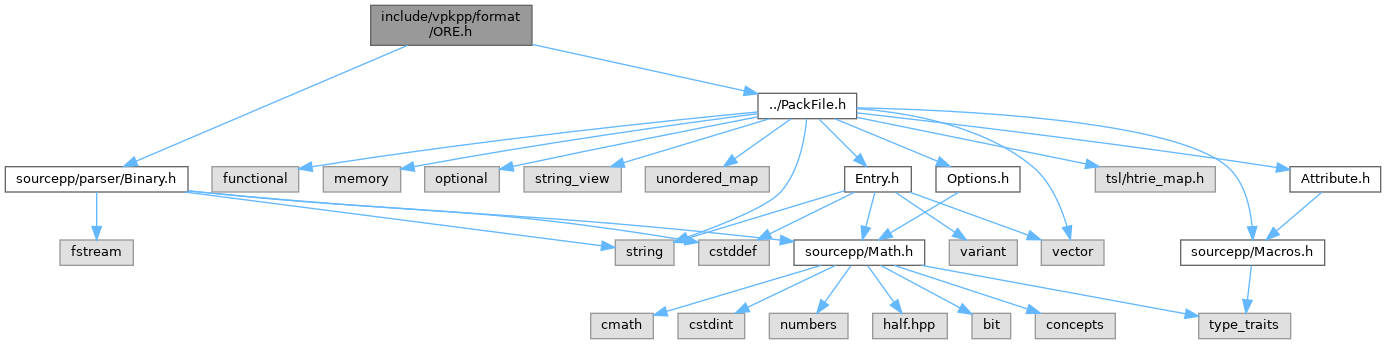 include/vpkpp/format
/ORE.h
../PackFile.h
sourcepp/parser/Binary.h
functional
memory
optional
string_view
unordered_map
Entry.h
Options.h
tsl/htrie_map.h
Attribute.h
fstream
string
cstddef
sourcepp/Math.h
variant
vector
sourcepp/Macros.h
cmath
cstdint
numbers
half.hpp
bit
concepts
type_traits